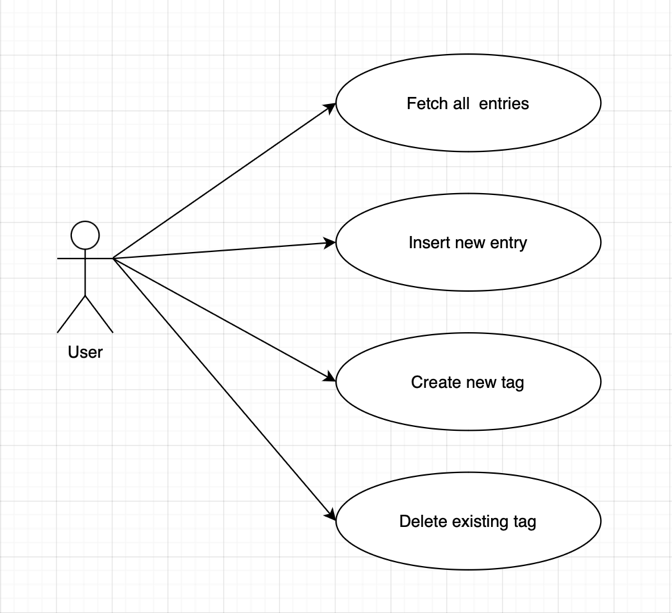 Fetch all  entries
Insert new entry
User
Create new tag
Delete existing tag